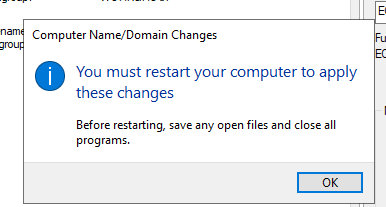 Computer Name/Domain Changes
You must restart your computer to apply
these changes
Before restarting, save any open files and close all
programs.
OK